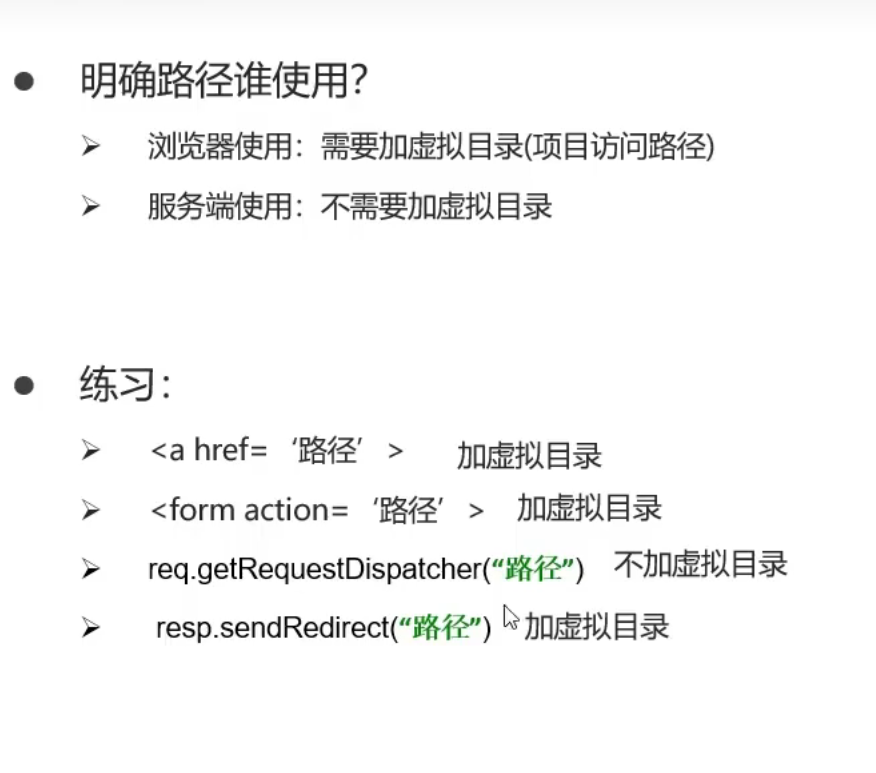 明确路径谁使用?
浏览器使用：需要加虚拟目录(项目访问路径)
服务端使用：不需要加虚拟目录
练习：
<a href=‘路径’> 加虚拟目录
<form action=‘路径’> 加虚拟目录
req.getRequestDispatcher(“路径”) 不加虚拟目录
resp.sendRedirect(“路径”) 加虚拟目录